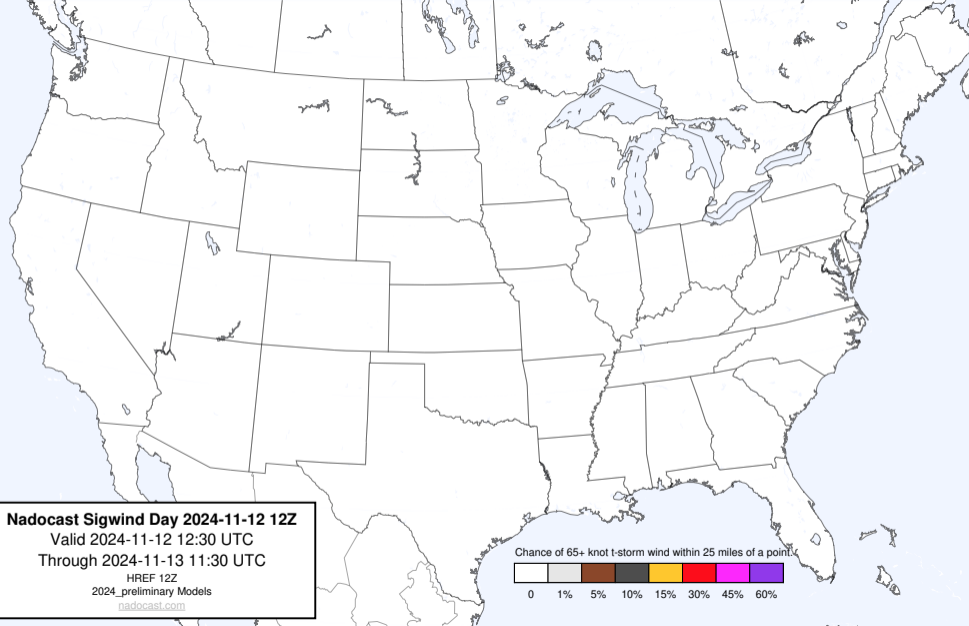 Nadocast Sigwind Day 2024-11-12 12Z
Valid 2024-11-12 12:30 UTC
Through 2024-11-13 11:30 UTC
HREF 12Z
2024_preliminary Models
nadocast.com
Chance of 65+ knot t-storm wind within 25 miles of a point.
0 1% 5% 10% 15% 30% 45% 60%